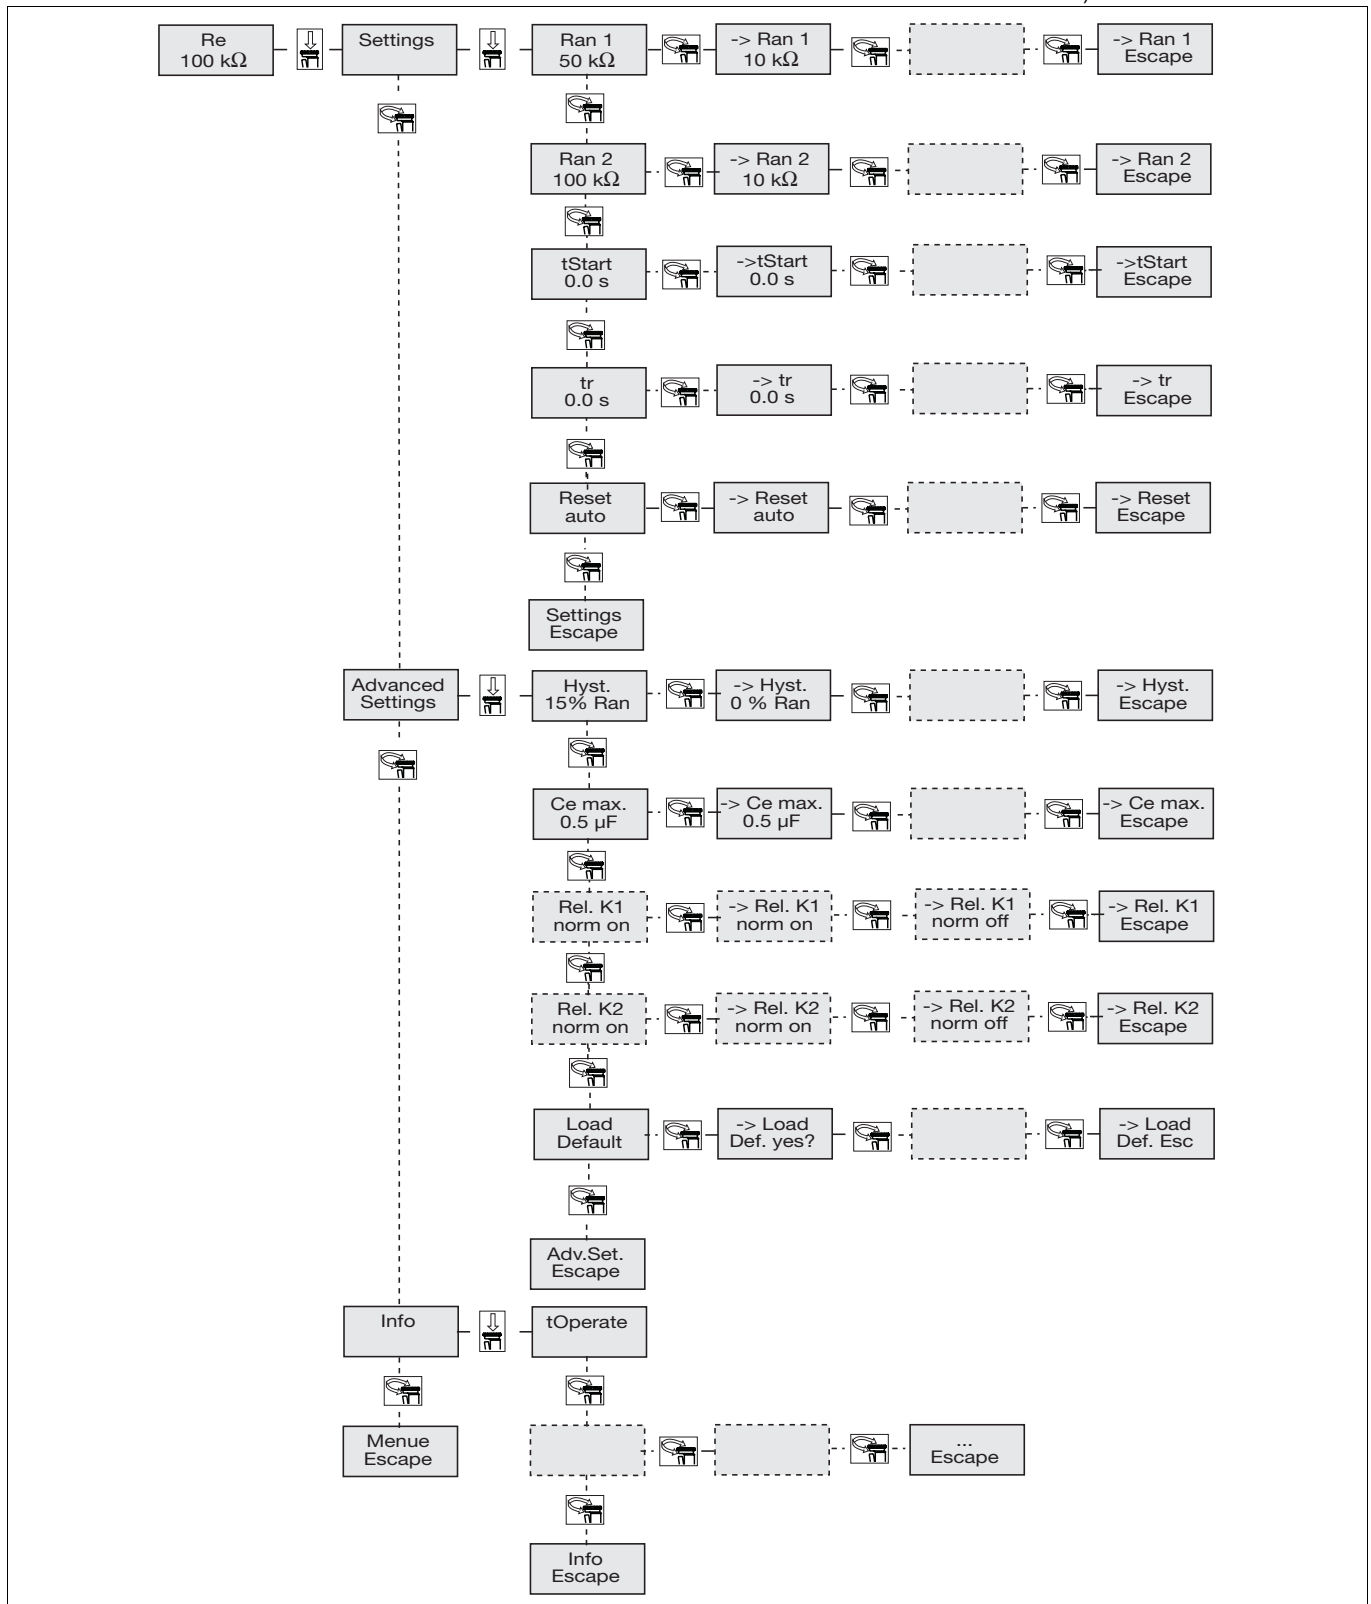 Re
100 kΩ
Settings
Ran 1
50 kΩ
-> Ran 1
10 kΩ
-> Ran 1
Escape
Ran 2
100 kΩ
-> Ran 2
10 kΩ
-> Ran 2
Escape
tStart
0.0 s
->tStart
0.0 s
->tStart
Escape
tr
0.0 s
-> tr
0.0 s
-> tr
Escape
Reset
auto
-> Reset
auto
-> Reset
Escape
Settings
Escape
Advanced
Settings
Hyst.
15% Ran
-> Hyst.
0 % Ran
-> Hyst.
Escape
Ce max.
0.5 µF
-> Ce max.
0.5 µF
-> Ce max.
Escape
Rel. K1
norm on
-> Rel. K1
norm on
-> Rel. K1
norm off
-> Rel. K1
Escape
Rel. K2
norm on
-> Rel. K2
norm on
-> Rel. K2
norm off
-> Rel. K2
Escape
Load
Default
-> Load
Def. yes?
-> Load
Def. Esc
Adv.Set.
Escape
Info
tOperate
Menue
Escape
...
Escape
Info
Escape